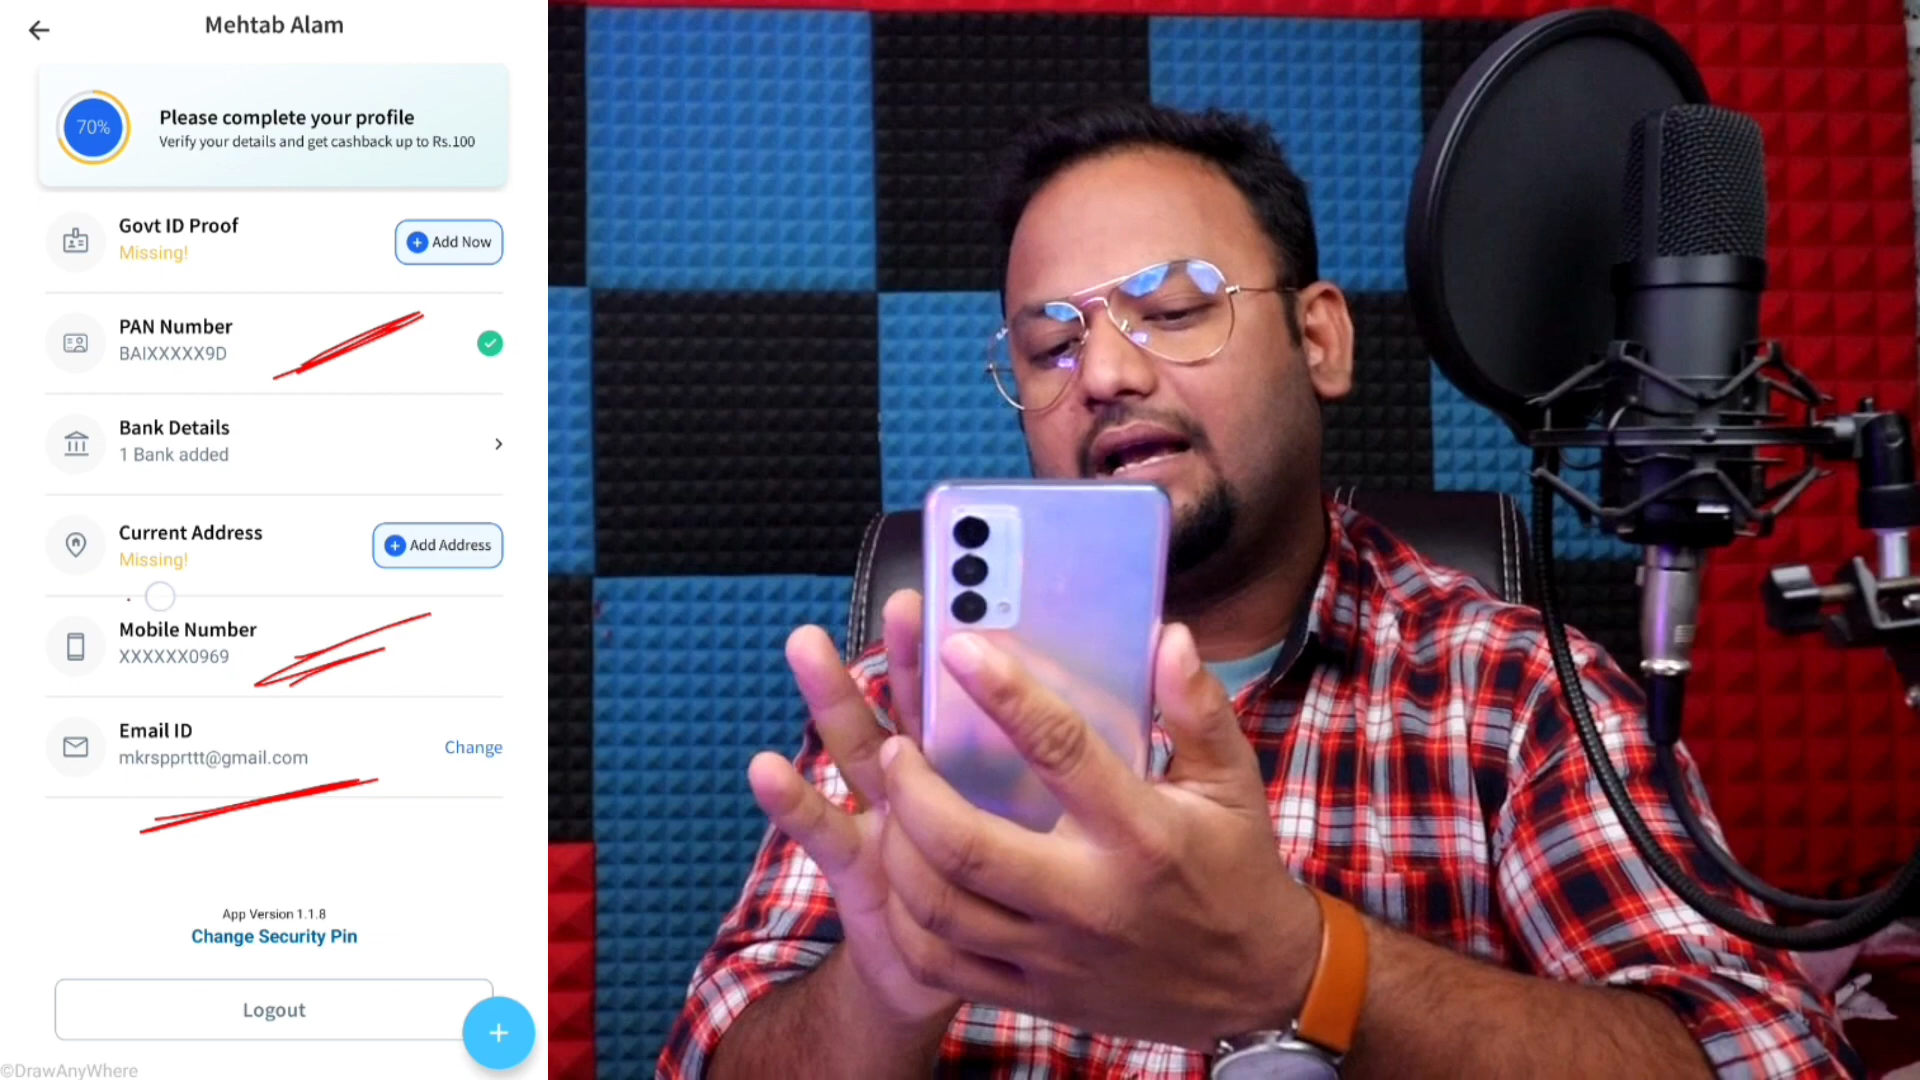 Mehtab Alam
70%
Please complete your profile
Verify your details and get cashback up to Rs.100
Govt ID Proof
Missing!
Add Now
PAN Number
BAIXXXXX9D
Bank Details
1 Bank added
Current Address
Missing!
Add Address
Mobile Number
XXXXXX0969
Email ID
mkrspprttt@gmail.com
Change
App Version 1.1.8
Change Security Pin
Logout
©DrawAnyWhere